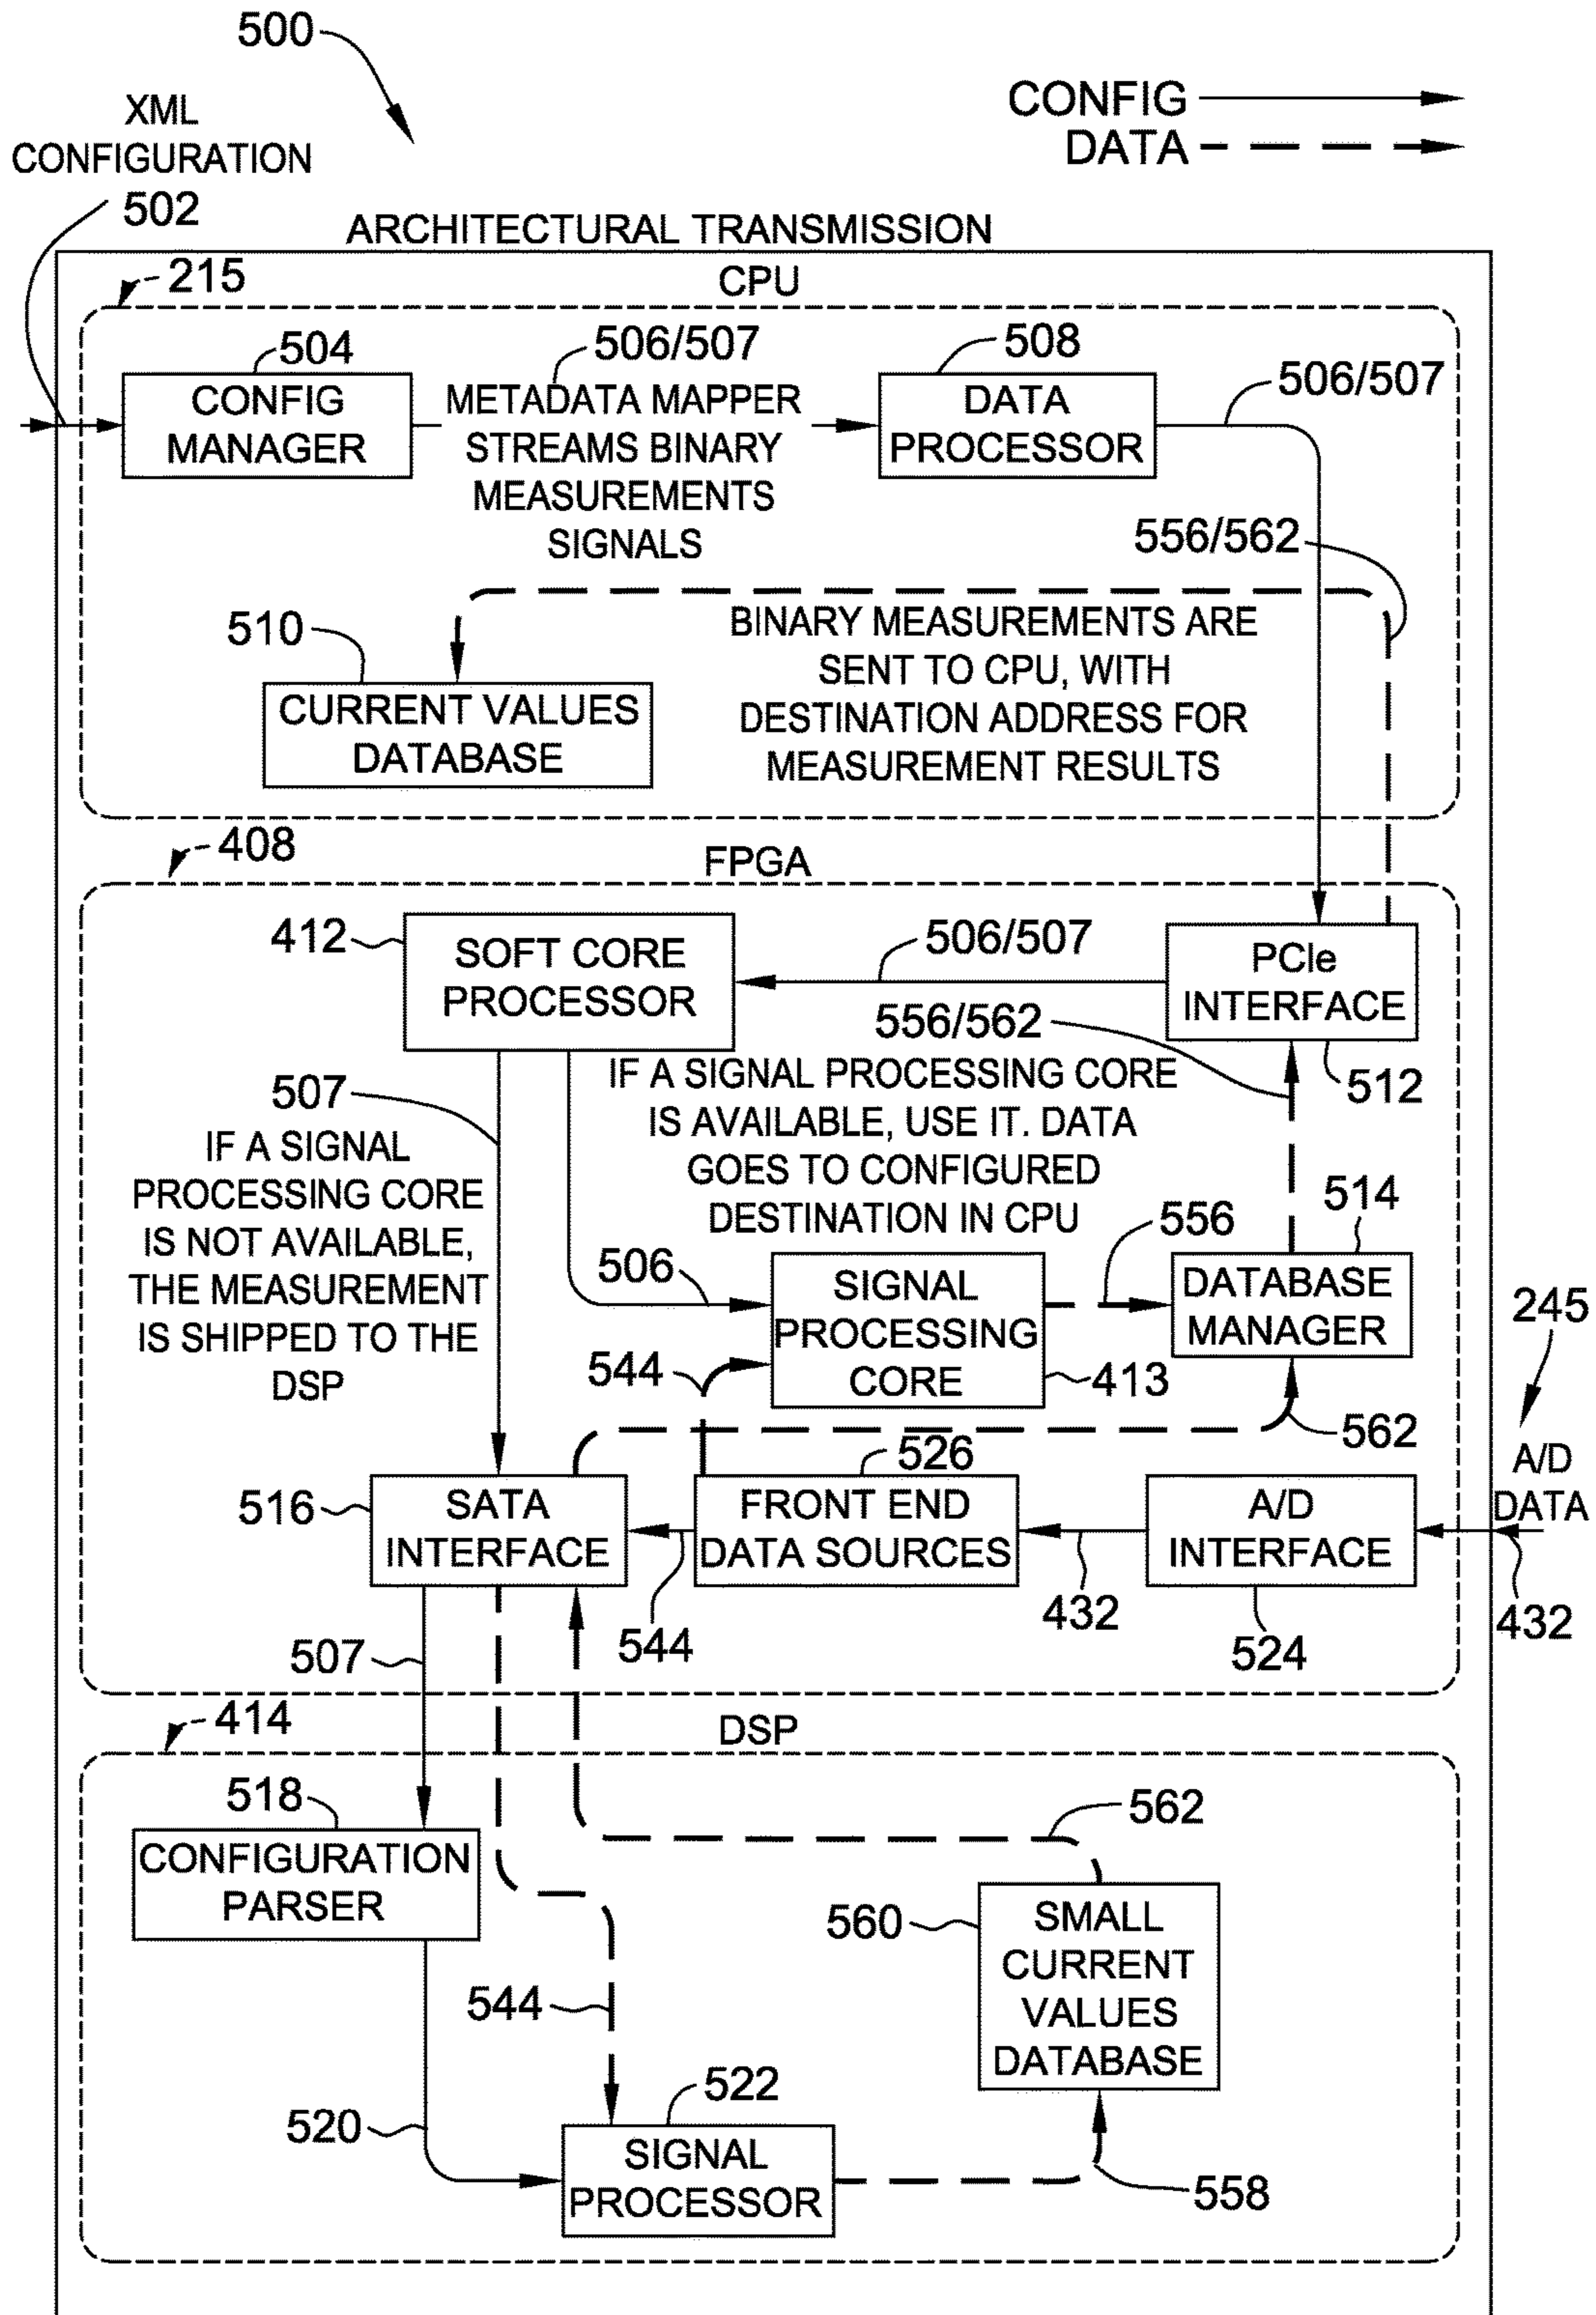 500
CONFIG
DATA
XML
CONFIGURATION
502
ARCHITECTURAL TRANSMISSION
215
CPU
504
506/507
508
506/507
CONFIG
MANAGER
METADATA MAPPER
STREAMS BINARY
MEASUREMENTS
SIGNALS
DATA
PROCESSOR
556/562
510
CURRENT VALUES
DATABASE
BINARY MEASUREMENTS ARE
SENT TO CPU, WITH
DESTINATION ADDRESS FOR
MEASUREMENT RESULTS
408
FPGA
412
SOFT CORE
PROCESSOR
506/507
PCIe
INTERFACE
512
556/562
507
IF A SIGNAL
PROCESSING CORE
IS NOT AVAILABLE,
THE MEASUREMENT
IS SHIPPED TO THE
DSP
IF A SIGNAL PROCESSING CORE
IS AVAILABLE, USE IT. DATA
GOES TO CONFIGURED
DESTINATION IN CPU
506
SIGNAL
PROCESSING
CORE
413
556
514
DATABASE
MANAGER
544
562
245
A/D
DATA
432
516
SATA
INTERFACE
526
FRONT END
DATA SOURCES
A/D
INTERFACE
544
432
524
507
414
DSP
518
CONFIGURATION
PARSER
562
560
SMALL
CURRENT
VALUES
DATABASE
544
520
522
SIGNAL
PROCESSOR
558